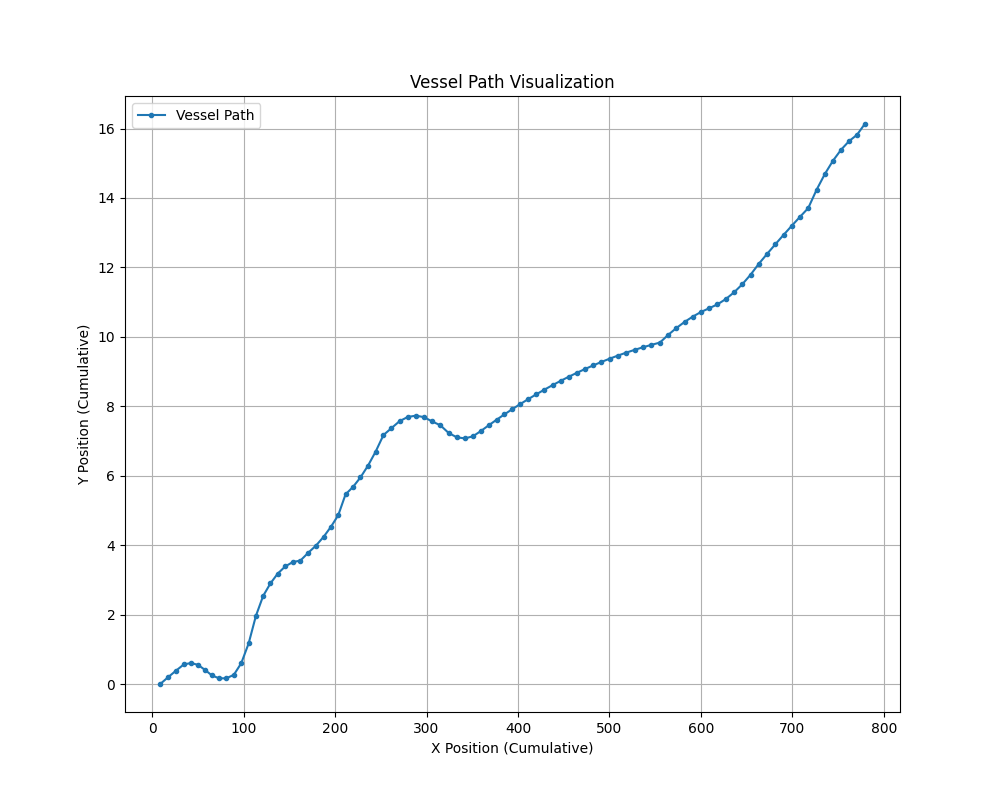 Vessel Path Visualization
Vessel Path
16
14
12
10
8
6
4
2
0
Y Position (Cumulative)
0 100 200 300 400 500 600 700 800
X Position (Cumulative)